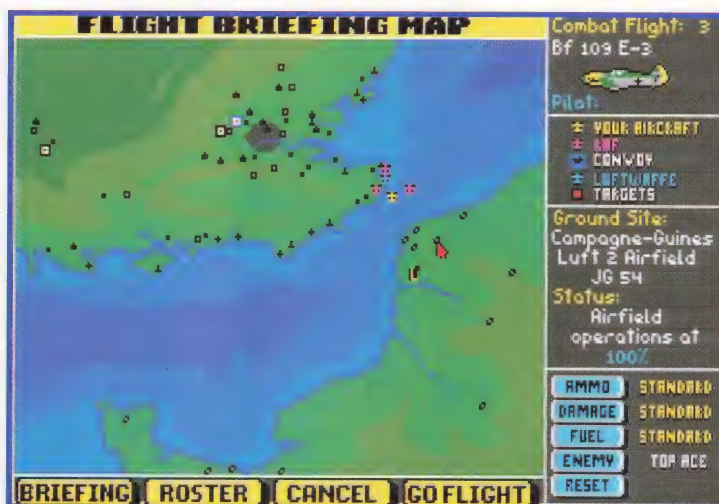 FLIGHT BRIEFING MAP
Combat Flight: 3
Bf 109 E-3
Pilot:
YOUR AIRCRAFT
RAF
CONVOY
LUFTWAFFE
TARGETS
Ground Site:
Campagne-Guines
Luft 2 Airfield
JG 54
Status:
Airfield
operations at
100%
AMMO STANDARD
DAMAGE STANDARD
FUEL STANDARD
ENEMY TOP ACE
RESET
BRIEFING ROSTER CANCEL GO FLIGHT